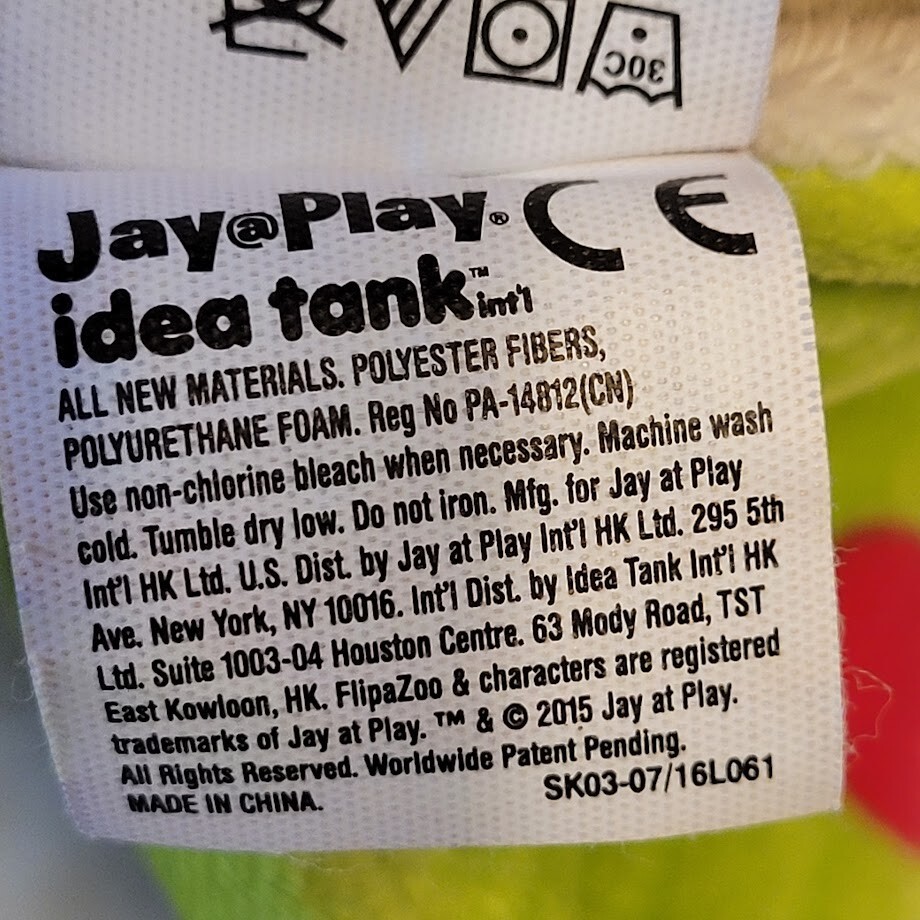 30C
Jay@Play® CE
idea tank™ int'l
ALL NEW MATERIALS. POLYESTER FIBERS,
POLYURETHANE FOAM. Reg No PA-14812(CN)
Use non-chlorine bleach when necessary. Machine wash
cold. Tumble dry low. Do not iron. Mfg. for Jay at Play
Int'l HK Ltd. U.S. Dist. by Jay at Play Int'l HK Ltd. 295 5th
Ave. New York, NY 10016. Int'l Dist. by Idea Tank Int'l HK
Ltd. Suite 1003-04 Houston Centre. 63 Mody Road, TST
East Kowloon, HK. FlipaZoo & characters are registered
trademarks of Jay at Play. ™ & © 2015 Jay at Play.
All Rights Reserved. Worldwide Patent Pending.
MADE IN CHINA. SK03-07/16L061